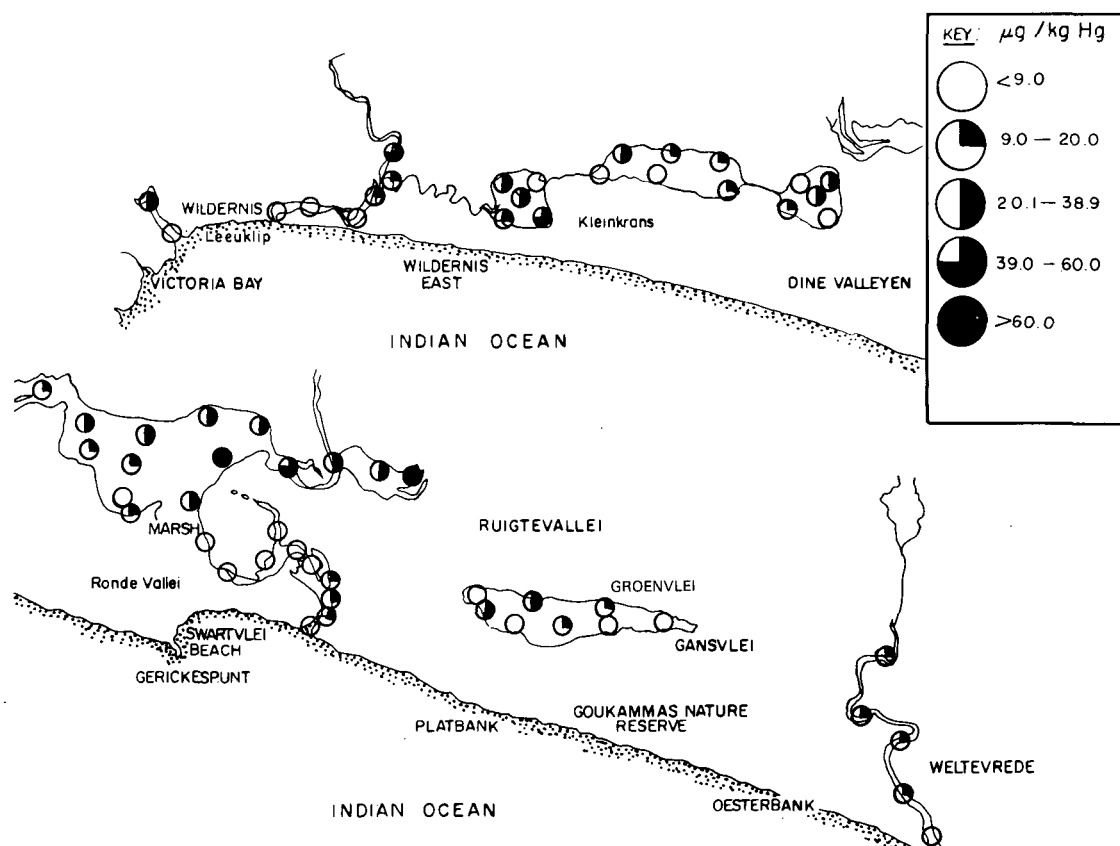 KEY: μg /kg Hg
<9.0
9.0 – 20.0
20.1 – 38.9
39.0 – 60.0
>60.0
WILDERNIS
Leeuklip
VICTORIA BAY
WILDERNIS
EAST
Kleinkrans
DINE VALLEYEN
INDIAN OCEAN
MARSH
RUIGTEVALLEI
Ronde Vallei
GROENVLEI
GANSVLEI
SWARTVLEI
BEACH
GERICKESPUNT
PLATBANK
GOUKAMMAS NATURE
RESERVE
WELTEVREDE
OESTERBANK
INDIAN OCEAN